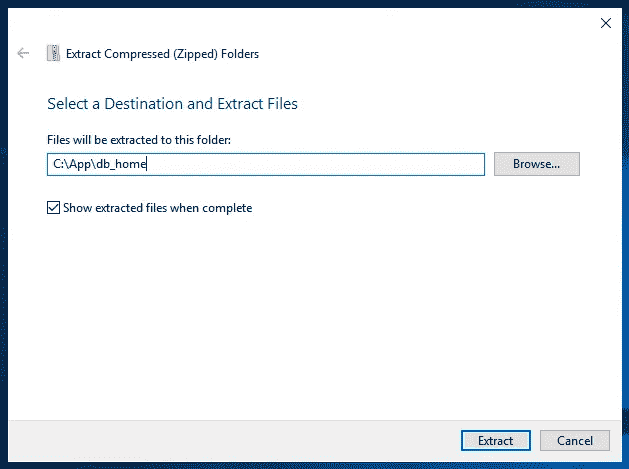 Extract Compressed (Zipped) Folders
Select a Destination and Extract Files
Files will be extracted to this folder:
C:\App\db_home
Browse...
Show extracted files when complete
Extract
Cancel